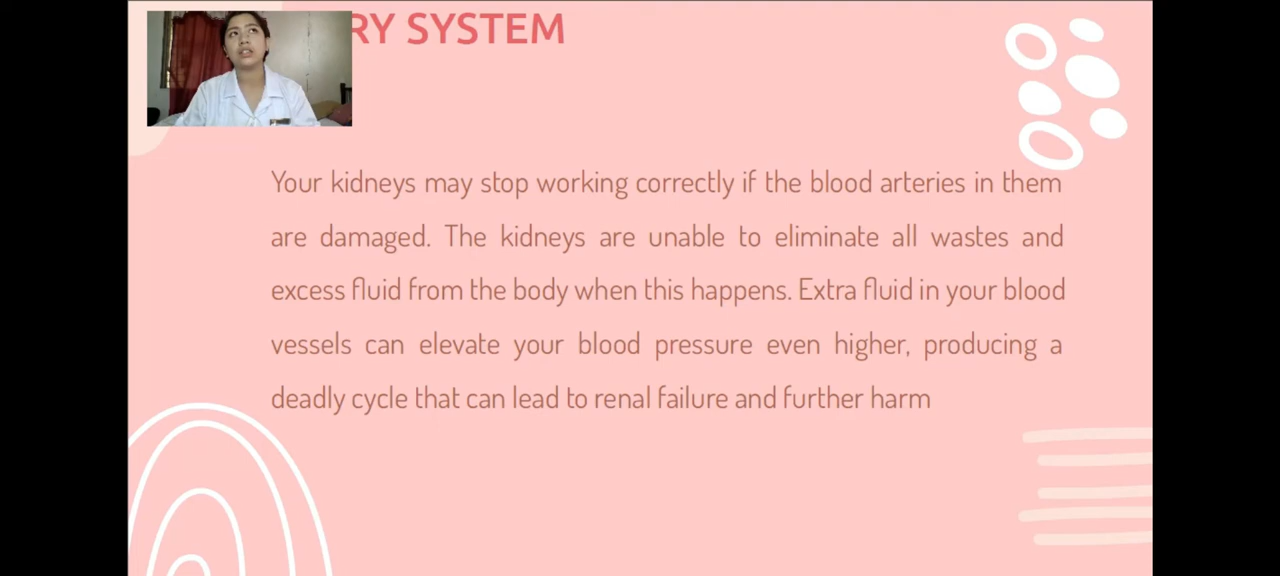 RY SYSTEM
Your kidneys may stop working correctly if the blood arteries in them
are damaged. The kidneys are unable to eliminate all wastes and
excess fluid from the body when this happens. Extra fluid in your blood
vessels can elevate your blood pressure even higher, producing a
deadly cycle that can lead to renal failure and further harm